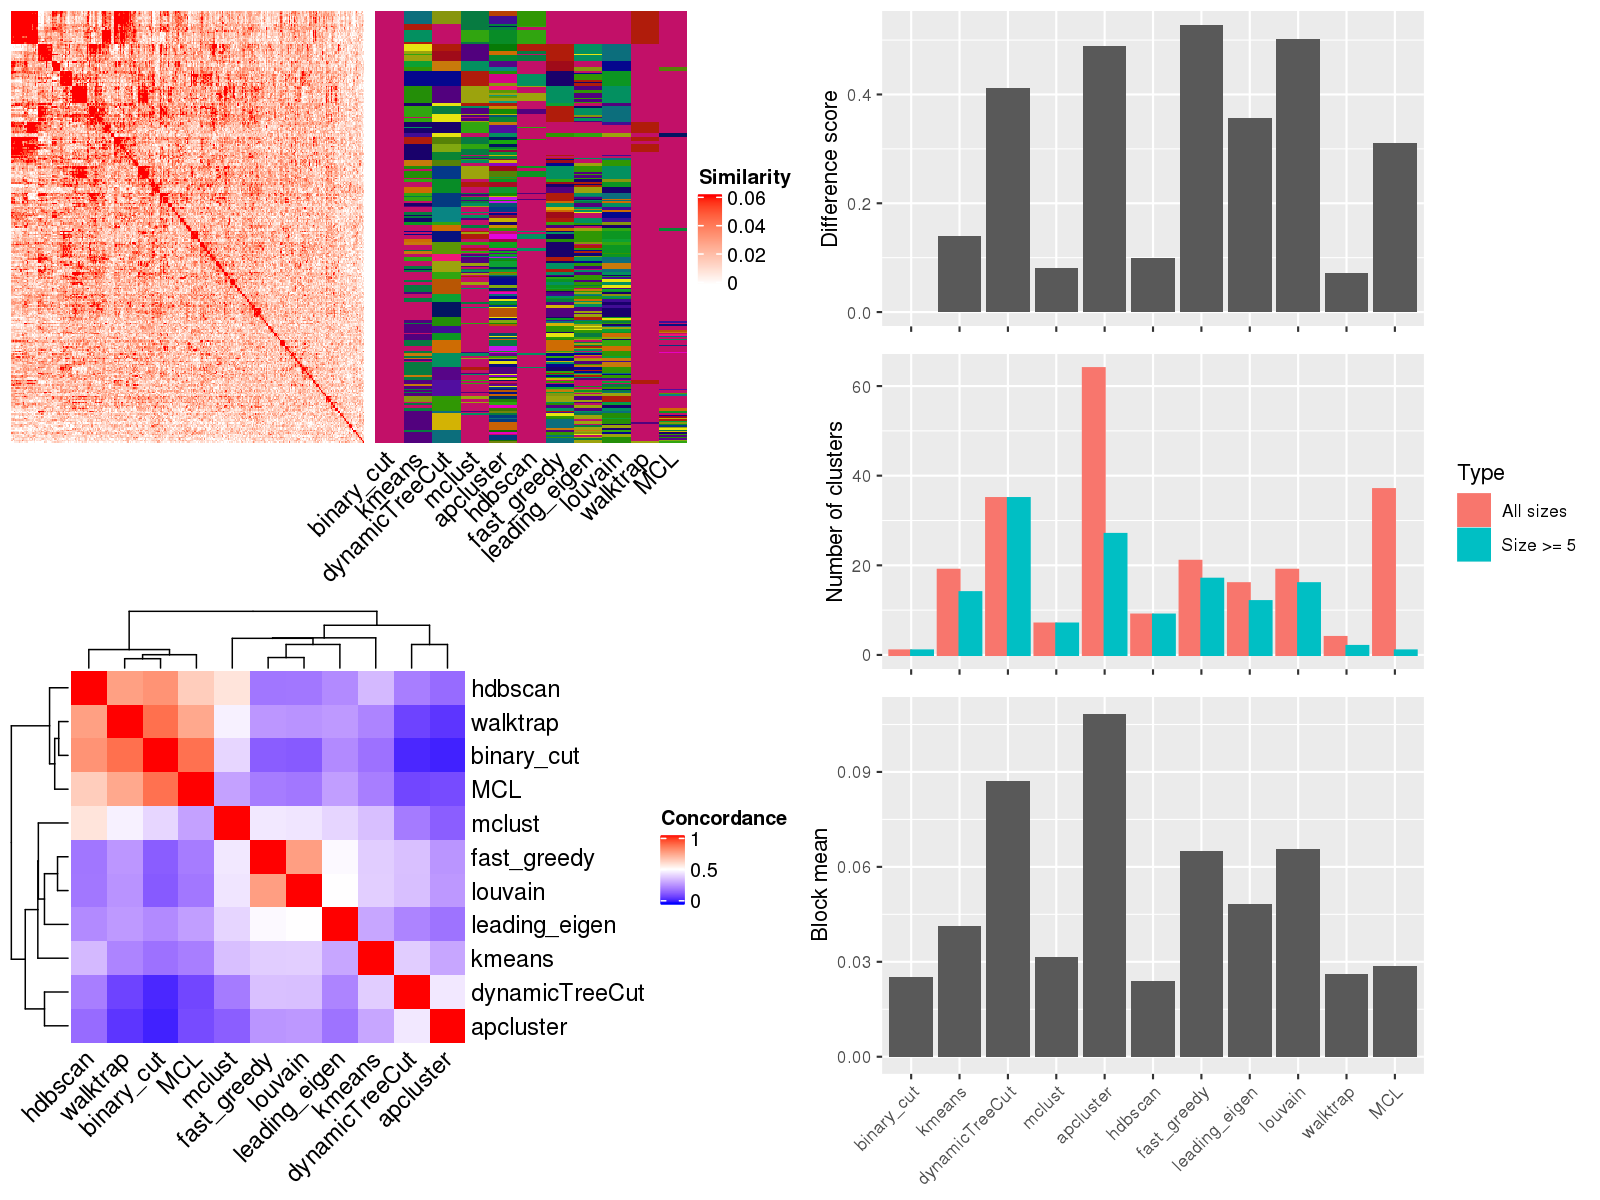 Similarity
0.06
0.04
0.02
0
binary_cut
kmeans
dynamicTreeCut
mclust
apcluster
hdbscan
fast_greedy
leading_eigen
louvain
walktrap
MCL
hdbscan
walktrap
binary_cut
MCL
mclust
fast_greedy
louvain
leading_eigen
kmeans
dynamicTreeCut
apcluster
Concordance
1
0.5
0
hdbscan
walktrap
binary_cut
MCL
mclust
fast_greedy
louvain
leading_eigen
kmeans
dynamicTreeCut
apcluster
Difference score
0.4
0.2
0.0
Number of clusters
60
40
20
0
Type
All sizes
Size >= 5
Block mean
0.09
0.06
0.03
0.00
binary_cut
kmeans
dynamicTreeCut
mclust
apcluster
hdbscan
fast_greedy
leading_eigen
louvain
walktrap
MCL